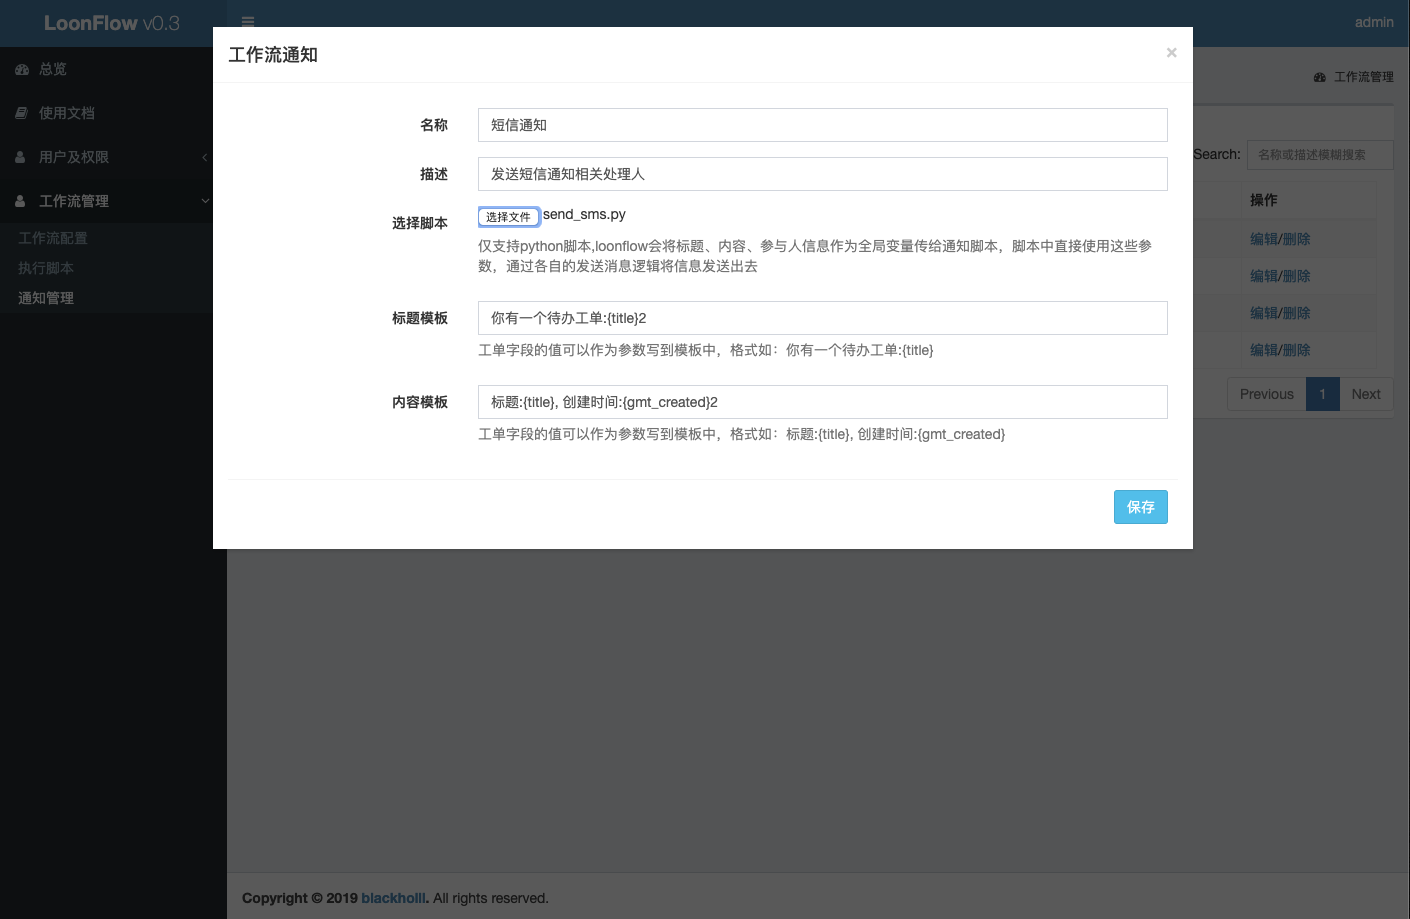 LoonFlow v0.3
admin
总览
使用文档
用户及权限
工作流管理
工作流配置
执行脚本
通知管理
工作流管理
工作流通知
×
名称
短信通知
描述
发送短信通知相关处理人
选择脚本
选择文件 send_sms.py
仅支持python脚本,loonflow会将标题、内容、参与人信息作为全局变量传给通知脚本，脚本中直接使用这些参
数，通过各自的发送消息逻辑将信息发送出去
标题模板
你有一个待办工单:{title}2
工单字段的值可以作为参数写到模板中，格式如：你有一个待办工单:{title}
内容模板
标题:{title}, 创建时间:{gmt_created}2
工单字段的值可以作为参数写到模板中，格式如：标题:{title}, 创建时间:{gmt_created}
保存
Search: 名称或描述模糊搜索
操作
编辑/删除
编辑/删除
编辑/删除
编辑/删除
Previous 1 Next
Copyright © 2019 blackholll. All rights reserved.